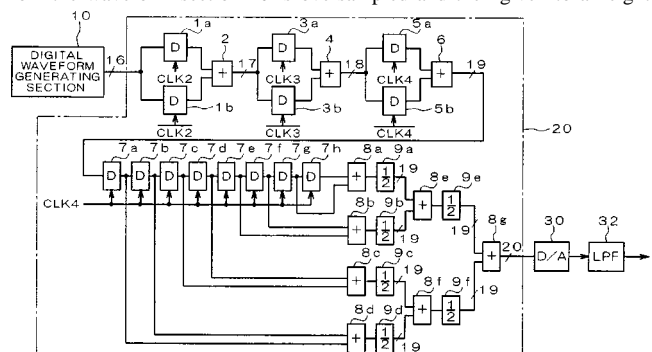 10
DIGITAL
WAVEFORM
GENERATING
SECTION
16
1a
D
CLK2
D
1b
CLK2
2
+
17
3a
D
CLK3
D
3b
CLK3
4
+
18
5a
D
CLK4
D
5b
CLK4
6
+
19
20
7a 7b 7c 7d 7e 7f 7g 7h
D D D D D D D D
CLK4
8a 9a
+ 1/2
19
8b 9b
+ 1/2
19
8e 9e
+ 1/2
19
8c 9c
+ 1/2
19
8d 9d
+ 1/2
19
8f 9f
+ 1/2
19
8g
+
20
30
D/A
32
LPF